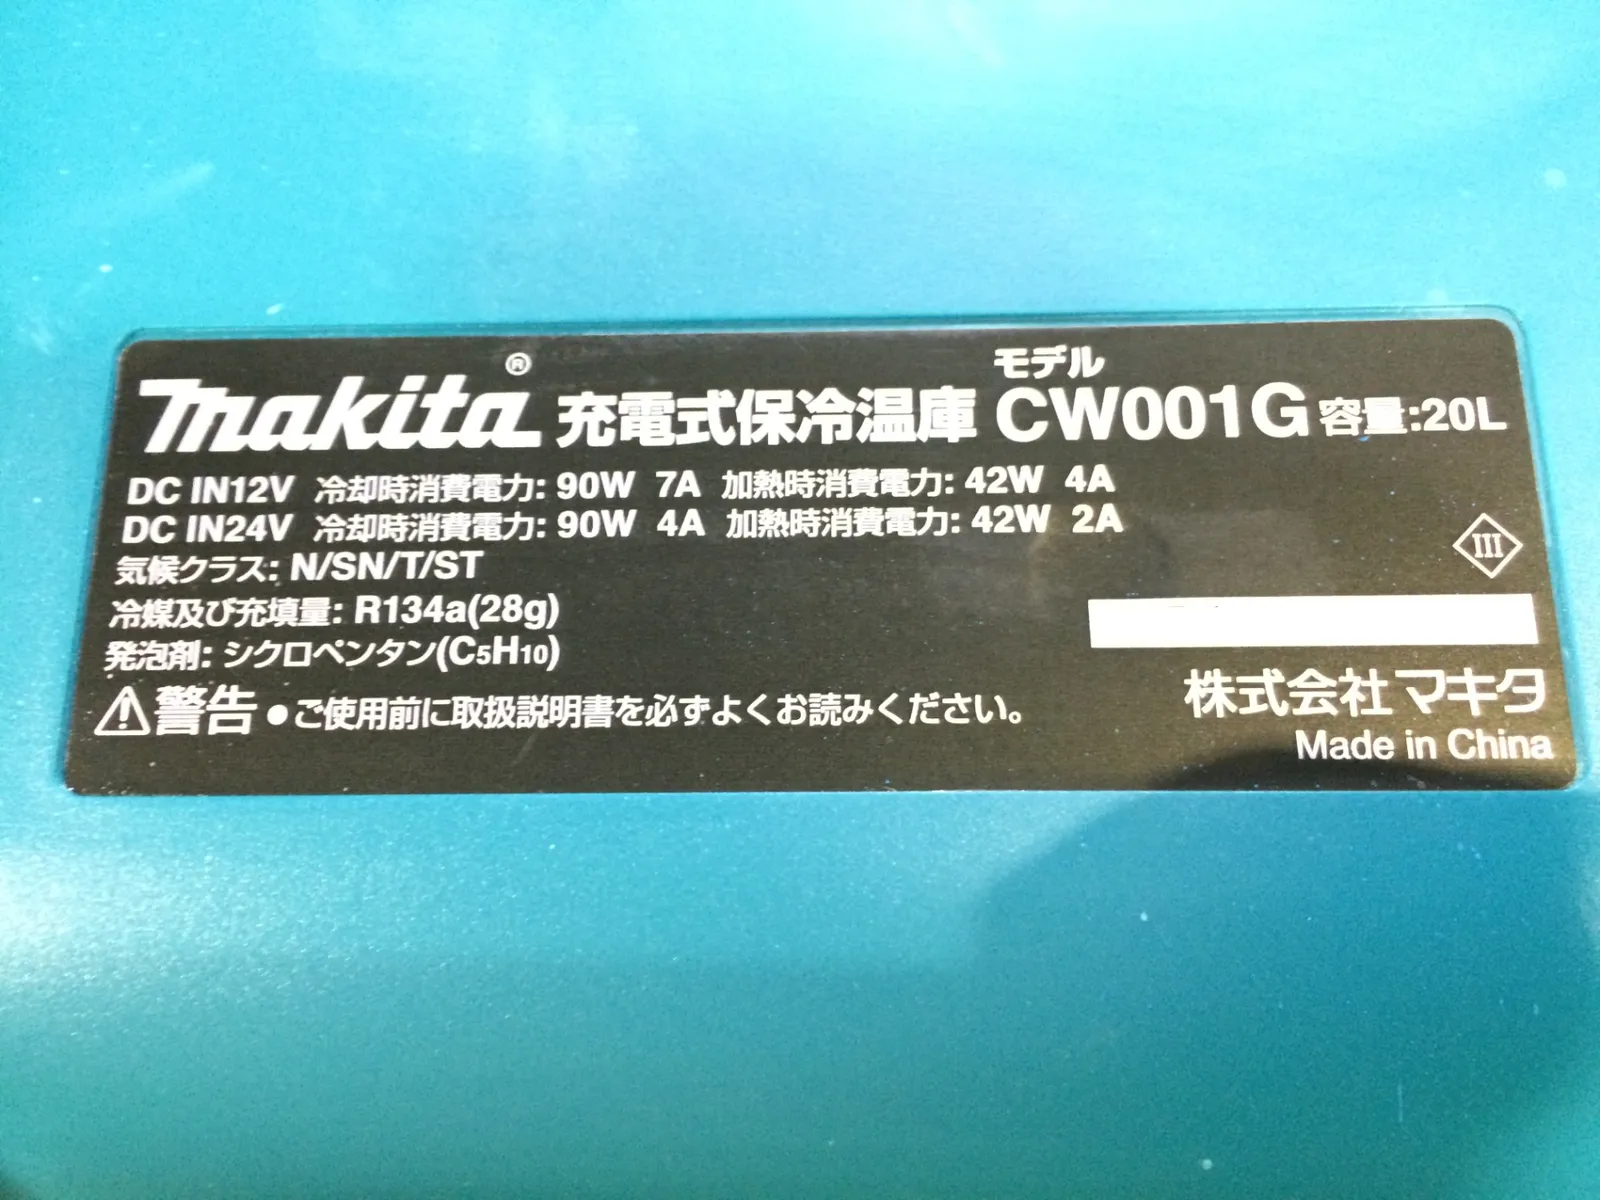 makita® 充電式保冷温庫 モデル CW001G 容量:20L
DC IN12V 冷却時消費電力: 90W 7A 加熱時消費電力: 42W 4A
DC IN24V 冷却時消費電力: 90W 4A 加熱時消費電力: 42W 2A
気候クラス: N/SN/T/ST
III
冷媒及び充填量: R134a(28g)
発泡剤: シクロペンタン(C5H10)
⚠警告 ●ご使用前に取扱説明書を必ずよくお読みください。
株式会社マキタ
Made in China